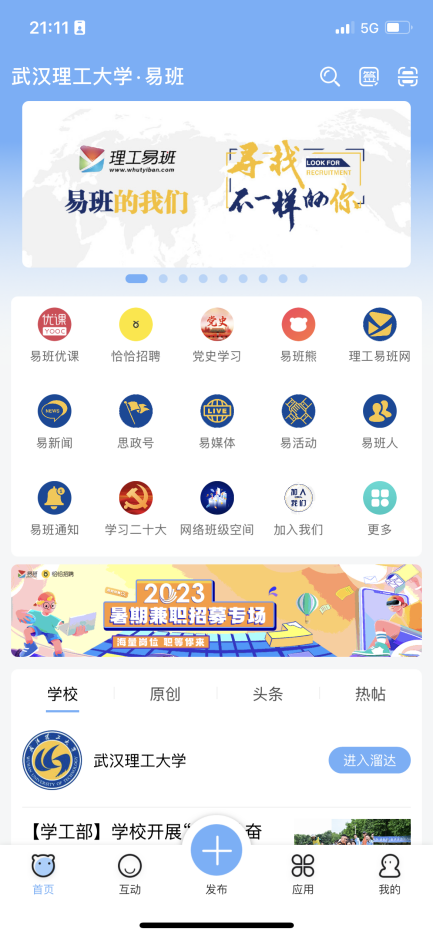 21:11
5G
武汉理工大学·易班
签
理工易班
www.whutyiban.com
易班的我们
寻找
LOOK FOR
RECRUITMENT
不一样的你
优课
YOOC
党史
易班优课
恰恰招聘
党史学习
易班熊
理工易班网
NEWS
LIVE
易新闻
思政号
易媒体
易活动
易班人
加入
我们
易班通知
学习二十大
网络班级空间
加入我们
更多
易班
恰恰招聘
2023
暑期兼职招募专场
海量岗位 职等你来
学校
原创
头条
热帖
武汉理工大学
进入溜达
【学工部】学校开展“
奋
首页
互动
发布
应用
我的